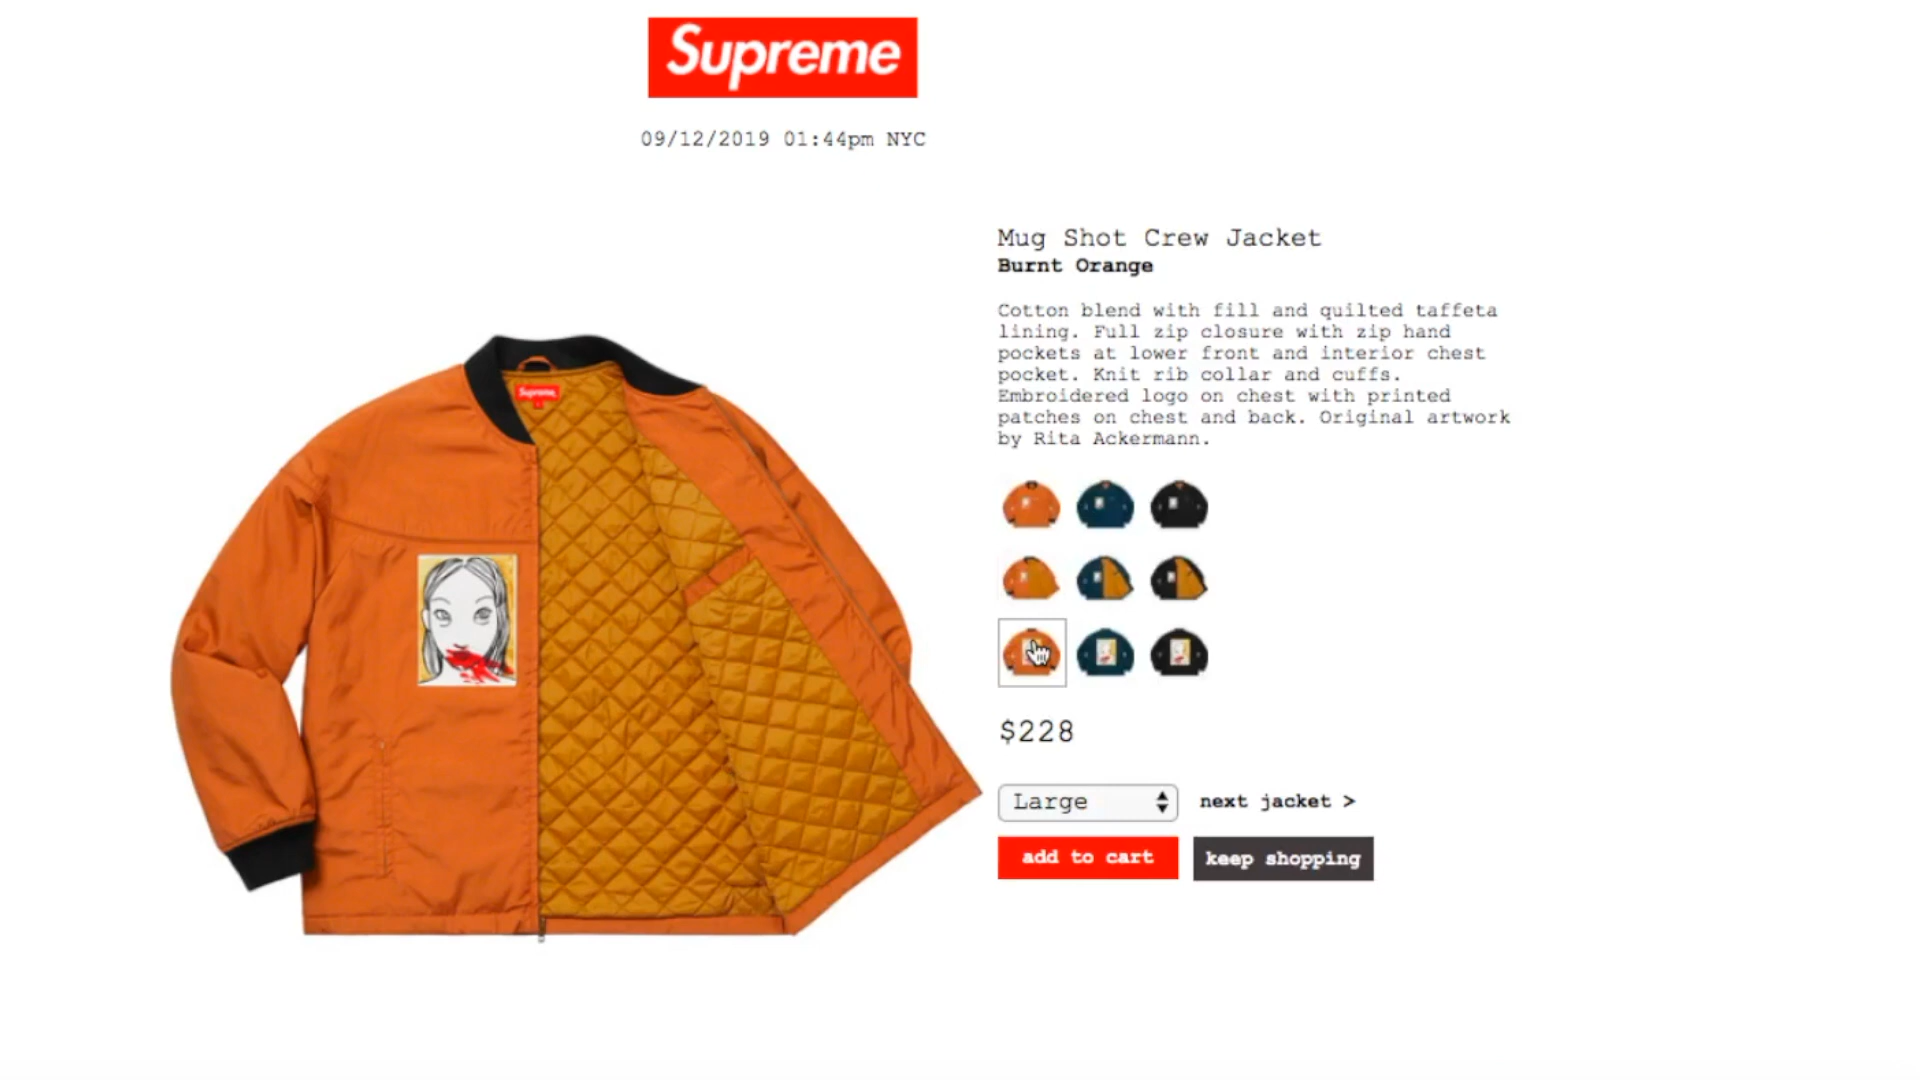 Supreme
09/12/2019 01:44pm NYC
Mug Shot Crew Jacket
Burnt Orange
Cotton blend with fill and quilted taffeta
lining. Full zip closure with zip hand
pockets at lower front and interior chest
pocket. Knit rib collar and cuffs.
Embroidered logo on chest with printed
patches on chest and back. Original artwork
by Rita Ackermann.
Supreme
$228
Large
next jacket >
add to cart
keep shopping